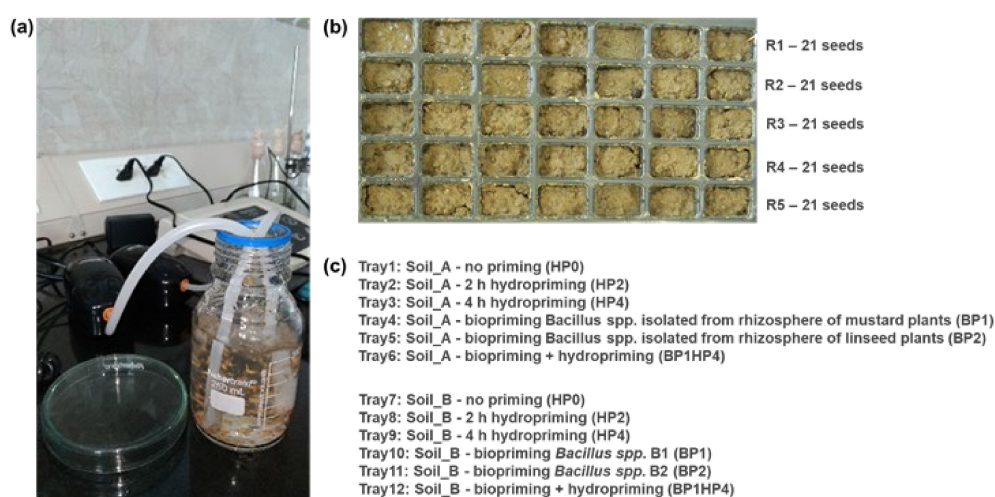 (a)
(b)
R1 – 21 seeds
R2 – 21 seeds
R3 – 21 seeds
R4 – 21 seeds
R5 – 21 seeds
(c)
Tray1: Soil_A - no priming (HP0)
Tray2: Soil_A - 2 h hydropriming (HP2)
Tray3: Soil_A - 4 h hydropriming (HP4)
Tray4: Soil_A - biopriming Bacillus spp. isolated from rhizosphere of mustard plants (BP1)
Tray5: Soil_A - biopriming Bacillus spp. isolated from rhizosphere of linseed plants (BP2)
Tray6: Soil_A - biopriming + hydropriming (BP1HP4)
Tray7: Soil_B - no priming (HP0)
Tray8: Soil_B - 2 h hydropriming (HP2)
Tray9: Soil_B - 4 h hydropriming (HP4)
Tray10: Soil_B - biopriming Bacillus spp. B1 (BP1)
Tray11: Soil_B - biopriming Bacillus spp. B2 (BP2)
Tray12: Soil_B - biopriming + hydropriming (BP1HP4)
250 mL